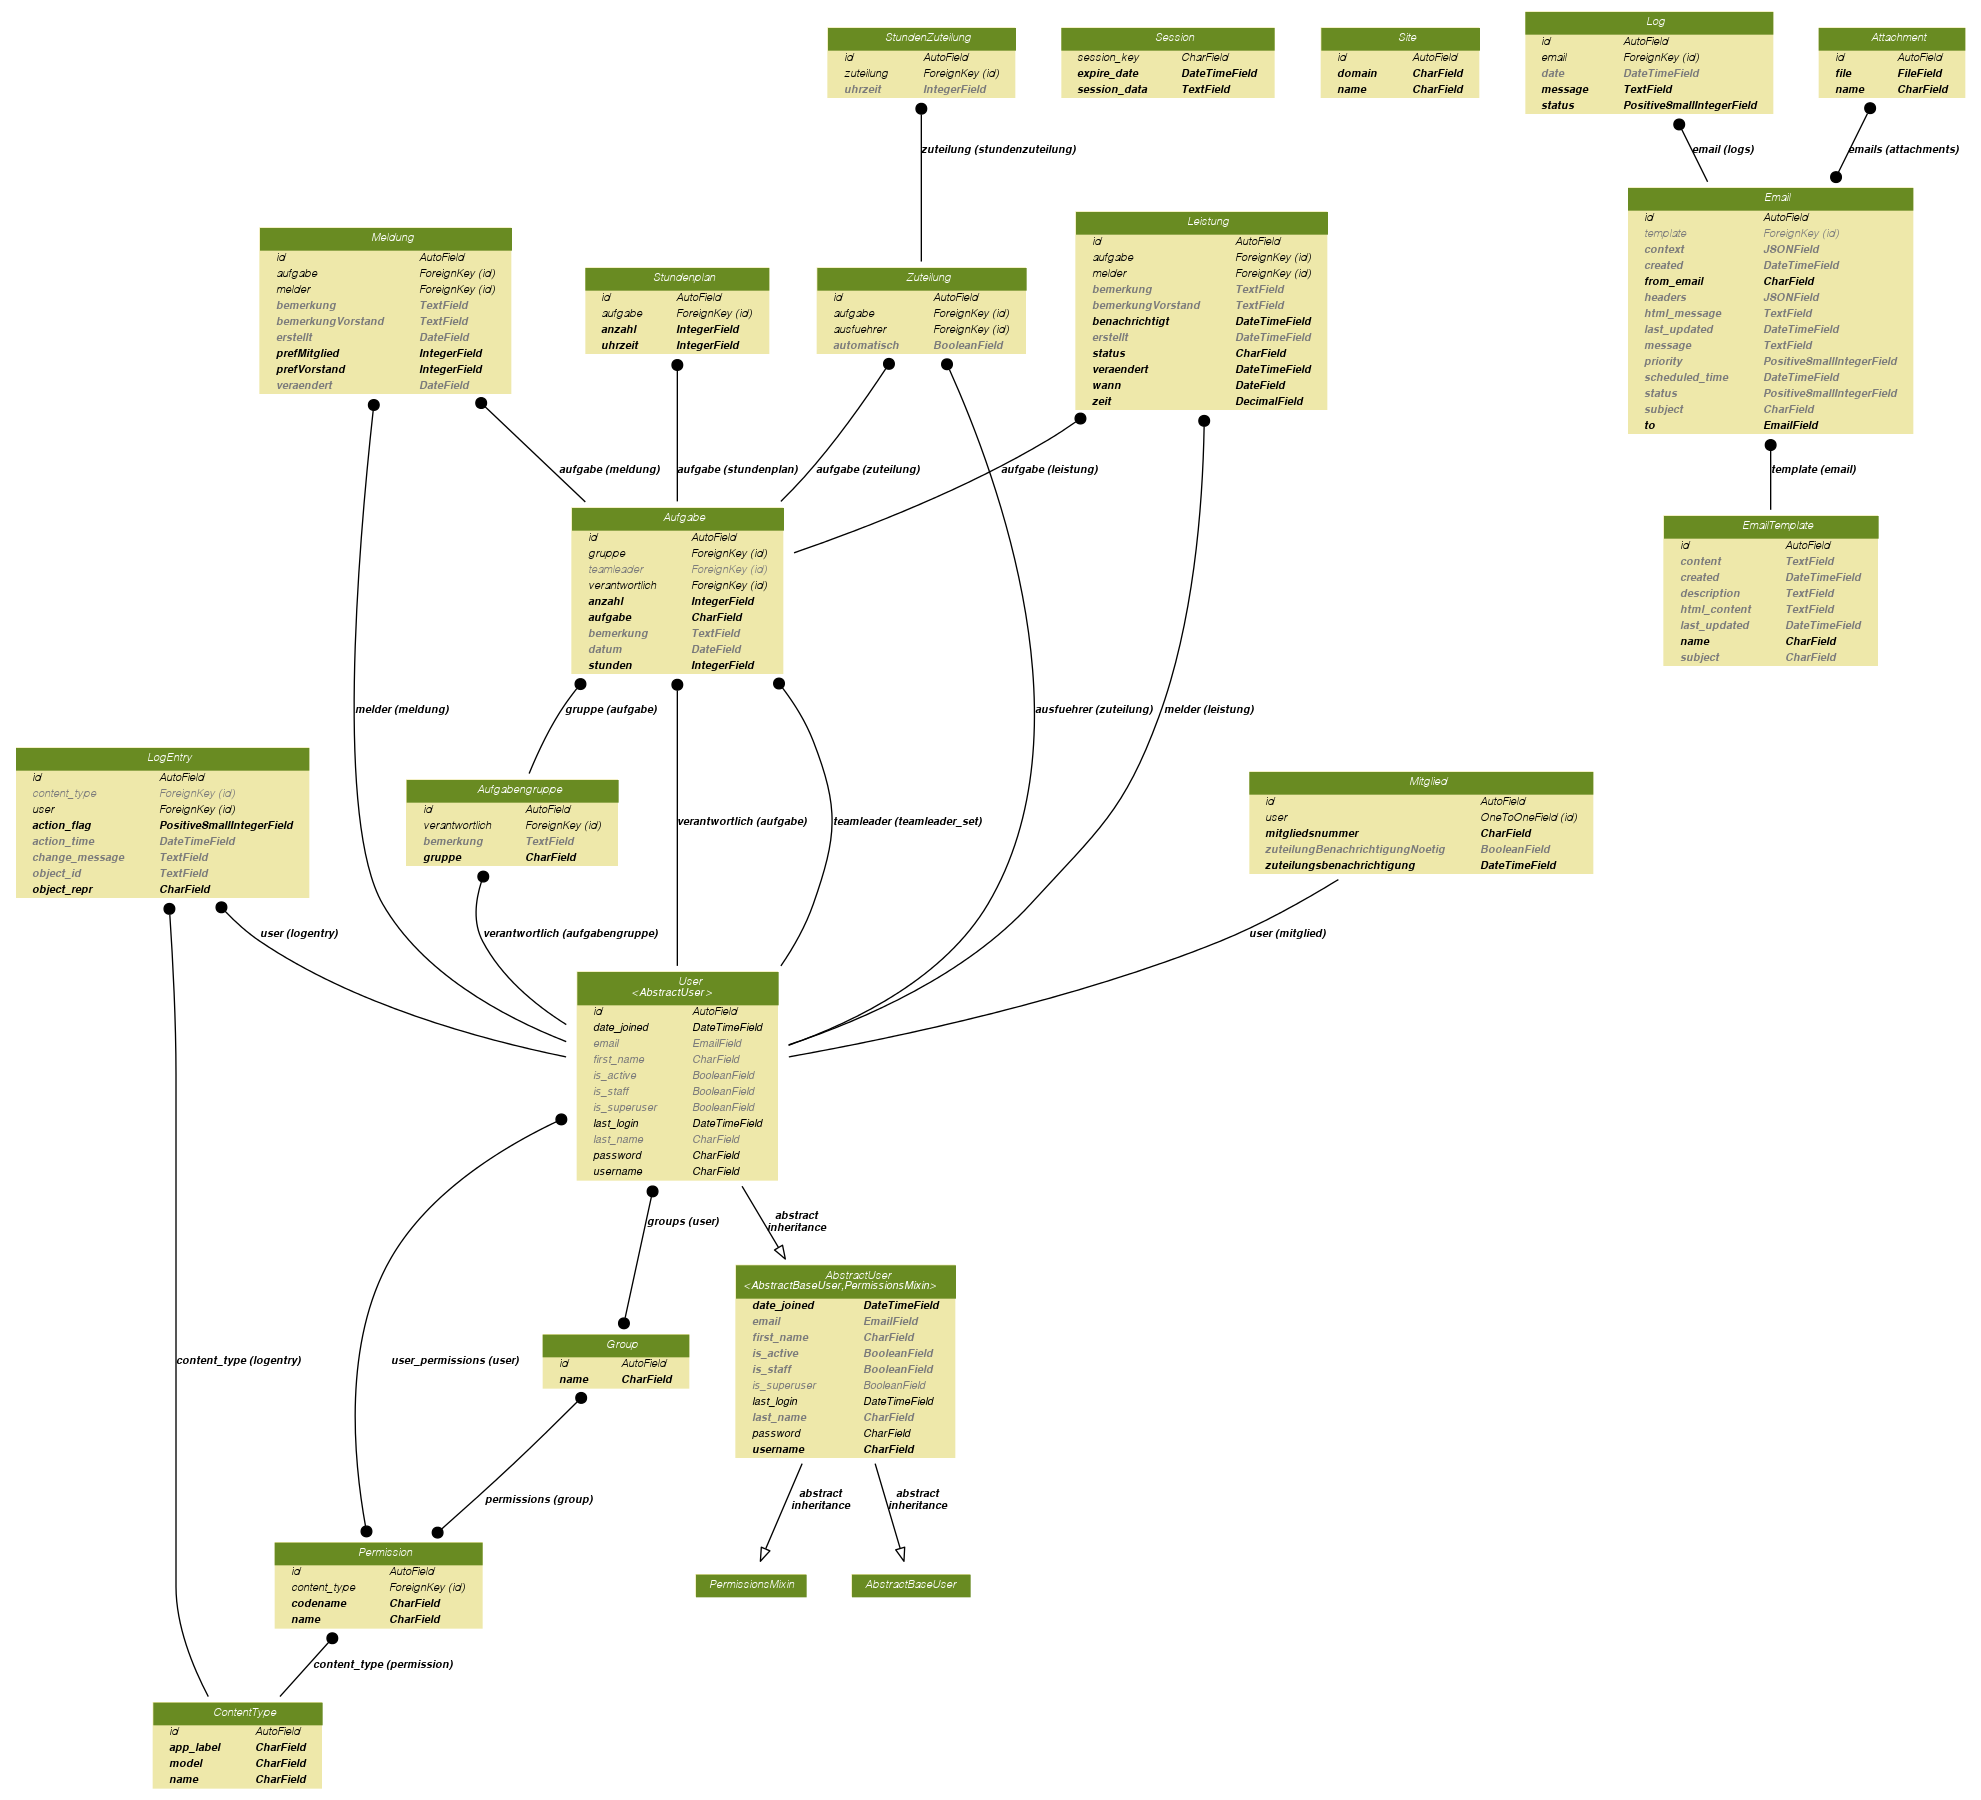 StundenZuteilung
id AutoField
zuteilung ForeignKey (id)
uhrzeit IntegerField
Session
session_key CharField
expire_date DateTimeField
session_data TextField
Site
id AutoField
domain CharField
name CharField
Log
id AutoField
email ForeignKey (id)
date DateTimeField
message TextField
status PositiveSmallIntegerField
Attachment
id AutoField
file FileField
name CharField
zuteilung (stundenzuteilung)
email (logs)
emails (attachments)
Meldung
id AutoField
aufgabe ForeignKey (id)
melder ForeignKey (id)
bemerkung TextField
bemerkungVorstand TextField
erstellt DateField
prefMitglied IntegerField
prefVorstand IntegerField
veraendert DateField
Stundenplan
id AutoField
aufgabe ForeignKey (id)
anzahl IntegerField
uhrzeit IntegerField
Zuteilung
id AutoField
aufgabe ForeignKey (id)
ausfuehrer ForeignKey (id)
automatisch BooleanField
Leistung
id AutoField
aufgabe ForeignKey (id)
melder ForeignKey (id)
bemerkung TextField
bemerkungVorstand TextField
benachrichtigt DateTimeField
erstellt DateTimeField
status CharField
veraendert DateTimeField
wann DateField
zeit DecimalField
Email
id AutoField
template ForeignKey (id)
context JSONField
created DateTimeField
from_email CharField
headers JSONField
html_message TextField
last_updated DateTimeField
message TextField
priority PositiveSmallIntegerField
scheduled_time DateTimeField
status PositiveSmallIntegerField
subject CharField
to EmailField
aufgabe (meldung)
aufgabe (stundenplan)
aufgabe (zuteilung)
aufgabe (leistung)
template (email)
Aufgabe
id AutoField
gruppe ForeignKey (id)
teamleader ForeignKey (id)
verantwortlich ForeignKey (id)
anzahl IntegerField
aufgabe CharField
bemerkung TextField
datum DateField
stunden IntegerField
EmailTemplate
id AutoField
content TextField
created DateTimeField
description TextField
html_content TextField
last_updated DateTimeField
name CharField
subject CharField
melder (meldung)
gruppe (aufgabe)
ausfuehrer (zuteilung)
melder (leistung)
LogEntry
id AutoField
content_type ForeignKey (id)
user ForeignKey (id)
action_flag PositiveSmallIntegerField
action_time DateTimeField
change_message TextField
object_id TextField
object_repr CharField
Aufgabengruppe
id AutoField
verantwortlich ForeignKey (id)
bemerkung TextField
gruppe CharField
verantwortlich (aufgabe)
teamleader (teamleader_set)
Mitglied
id AutoField
user OneToOneField (id)
mitgliedsnummer CharField
zuteilungBenachrichtigungNoetig BooleanField
zuteilungsbenachrichtigung DateTimeField
user (logentry)
verantwortlich (aufgabengruppe)
user (mitglied)
User
<AbstractUser>
id AutoField
date_joined DateTimeField
email EmailField
first_name CharField
is_active BooleanField
is_staff BooleanField
is_superuser BooleanField
last_login DateTimeField
last_name CharField
password CharField
username CharField
groups (user)
abstract
inheritance
AbstractUser
<AbstractBaseUser,PermissionsMixin>
date_joined DateTimeField
email EmailField
first_name CharField
is_active BooleanField
is_staff BooleanField
is_superuser BooleanField
last_login DateTimeField
last_name CharField
password CharField
username CharField
content_type (logentry)
user_permissions (user)
Group
id AutoField
name CharField
permissions (group)
abstract
inheritance
abstract
inheritance
Permission
id AutoField
content_type ForeignKey (id)
codename CharField
name CharField
PermissionsMixin
AbstractBaseUser
content_type (permission)
ContentType
id AutoField
app_label CharField
model CharField
name CharField